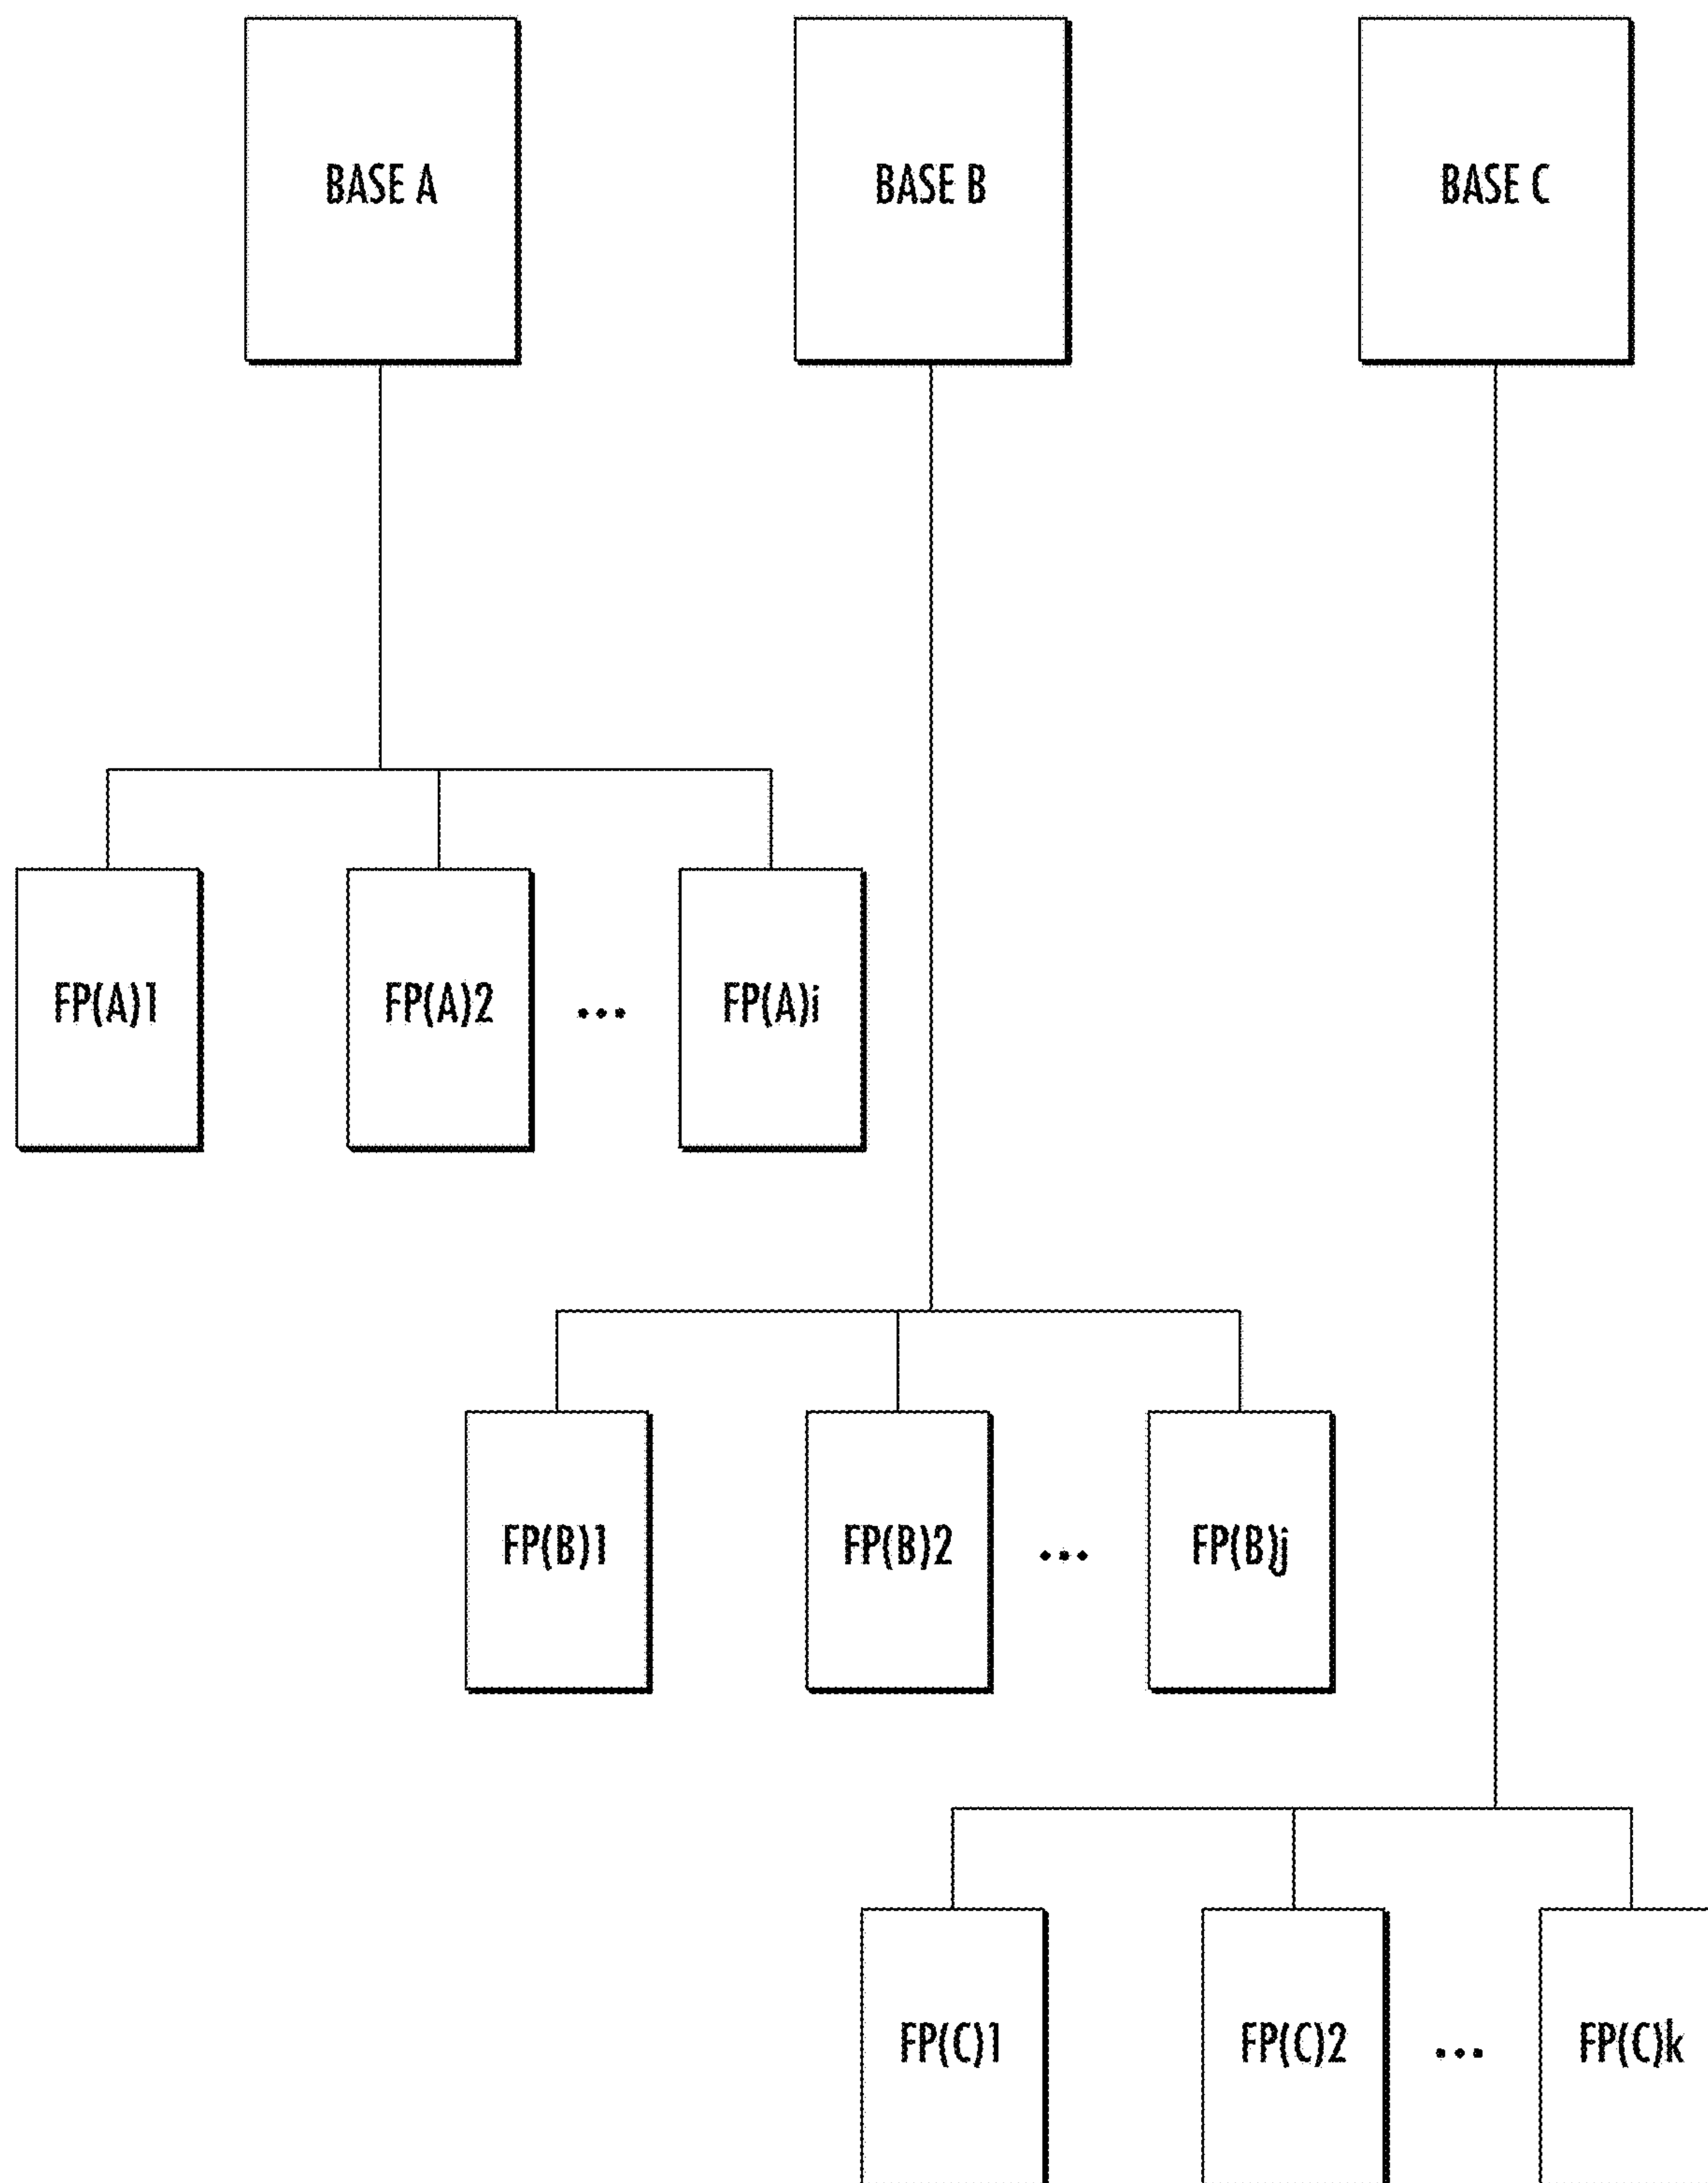 BASE A
BASE B
BASE C
FP(A)1
FP(A)2
...
FP(A)i
FP(B)1
FP(B)2
...
FP(B)j
FP(C)1
FP(C)2
...
FP(C)k